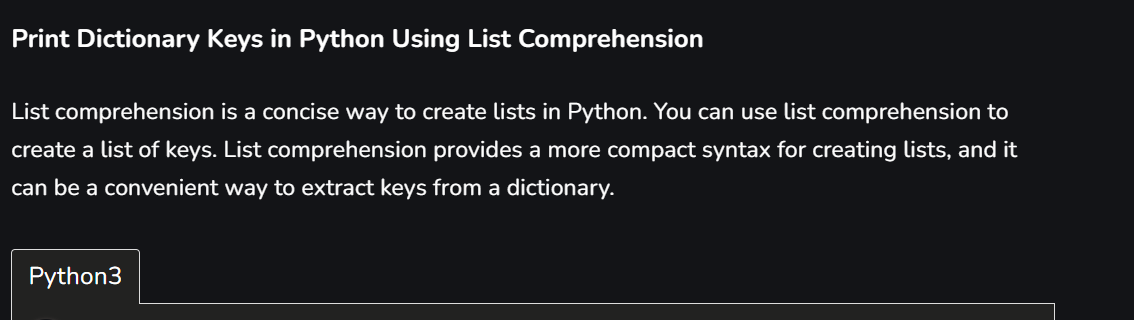 Print Dictionary Keys in Python Using List Comprehension
List comprehension is a concise way to create lists in Python. You can use list comprehension to
create a list of keys. List comprehension provides a more compact syntax for creating lists, and it
can be a convenient way to extract keys from a dictionary.
Python3